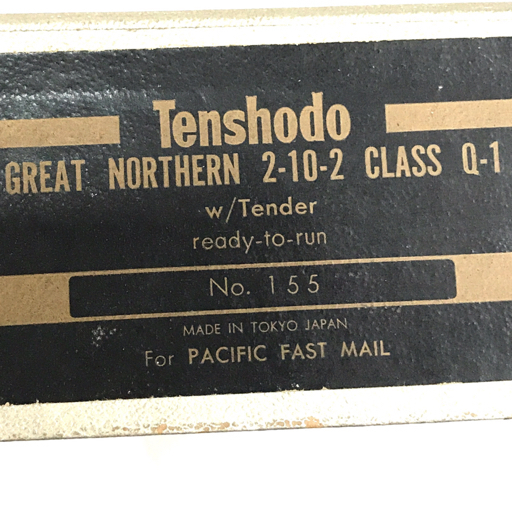 Tenshodo
GREAT NORTHERN 2-10-2 CLASS Q-1
w/Tender
ready-to-run
No. 155
MADE IN TOKYO JAPAN
For PACIFIC FAST MAIL